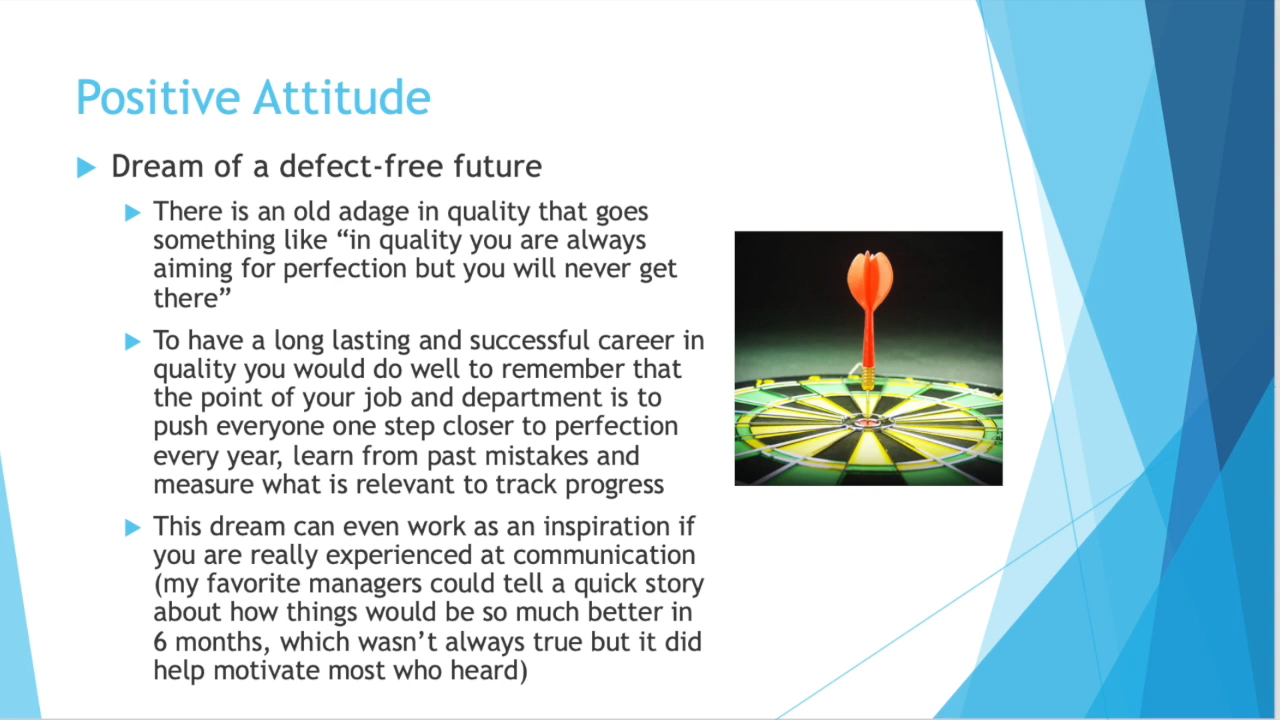 Positive Attitude
Dream of a defect-free future
There is an old adage in quality that goes
something like “in quality you are always
aiming for perfection but you will never get
there”
To have a long lasting and successful career in
quality you would do well to remember that
the point of your job and department is to
push everyone one step closer to perfection
every year, learn from past mistakes and
measure what is relevant to track progress
This dream can even work as an inspiration if
you are really experienced at communication
(my favorite managers could tell a quick story
about how things would be so much better in
6 months, which wasn’t always true but it did
help motivate most who heard)